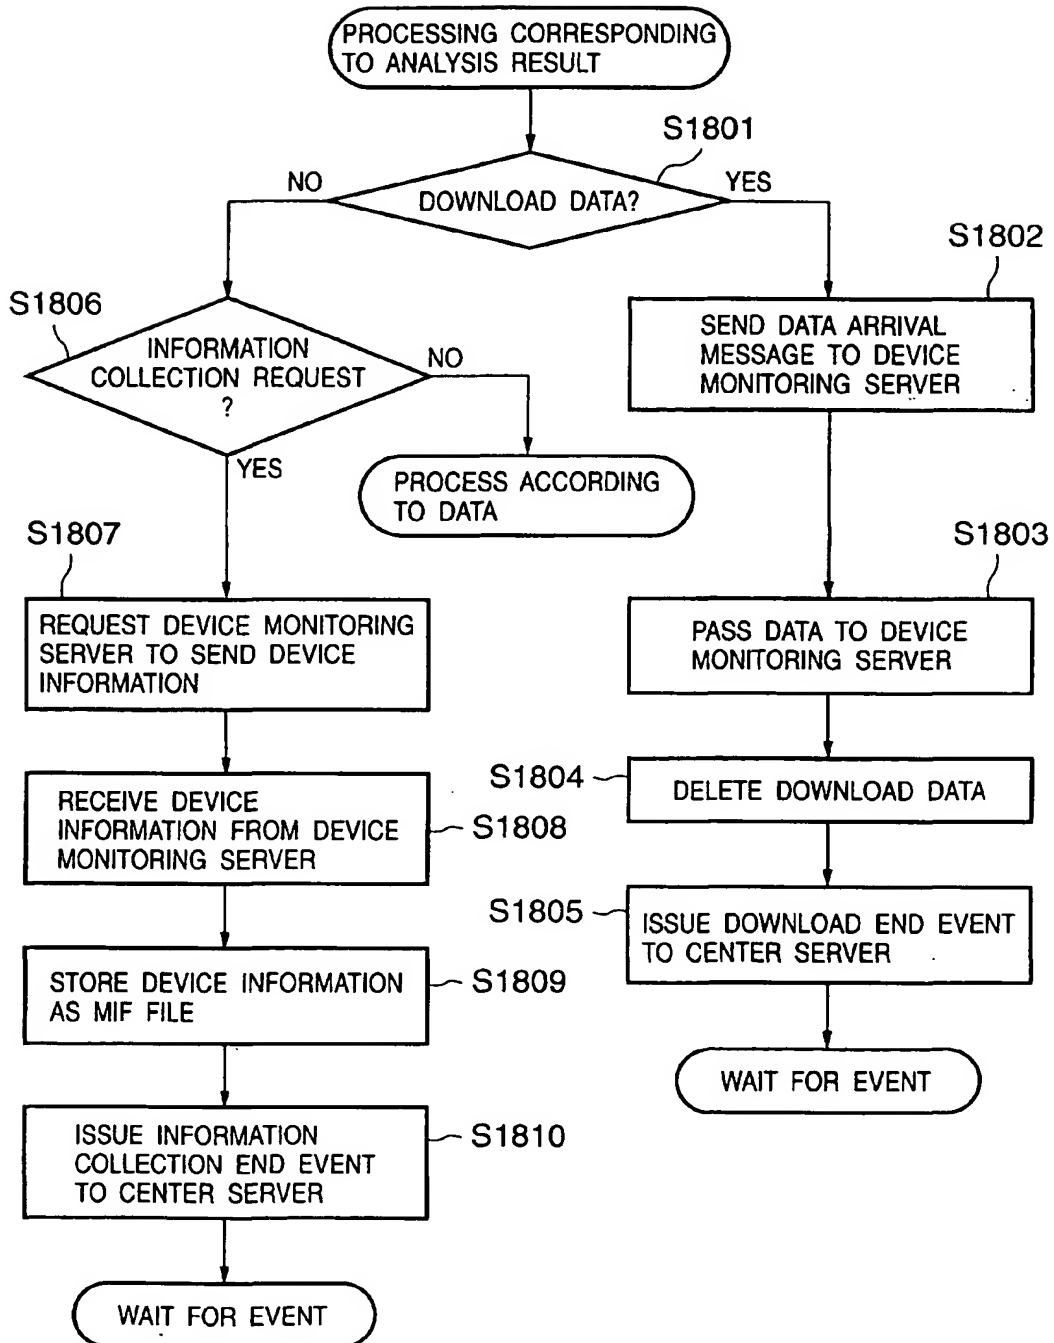 PROCESSING CORRESPONDING
TO ANALYSIS RESULT
S1801
NO
DOWNLOAD DATA?
YES
S1802
SEND DATA ARRIVAL
MESSAGE TO DEVICE
MONITORING SERVER
S1806
INFORMATION
COLLECTION REQUEST
?
NO
YES
PROCESS ACCORDING
TO DATA
S1807
REQUEST DEVICE MONITORING
SERVER TO SEND DEVICE
INFORMATION
S1803
PASS DATA TO DEVICE
MONITORING SERVER
S1804
DELETE DOWNLOAD DATA
RECEIVE DEVICE
INFORMATION FROM DEVICE
MONITORING SERVER
S1808
S1805
ISSUE DOWNLOAD END EVENT
TO CENTER SERVER
STORE DEVICE INFORMATION
AS MIF FILE
S1809
WAIT FOR EVENT
ISSUE INFORMATION
COLLECTION END EVENT
TO CENTER SERVER
S1810
WAIT FOR EVENT